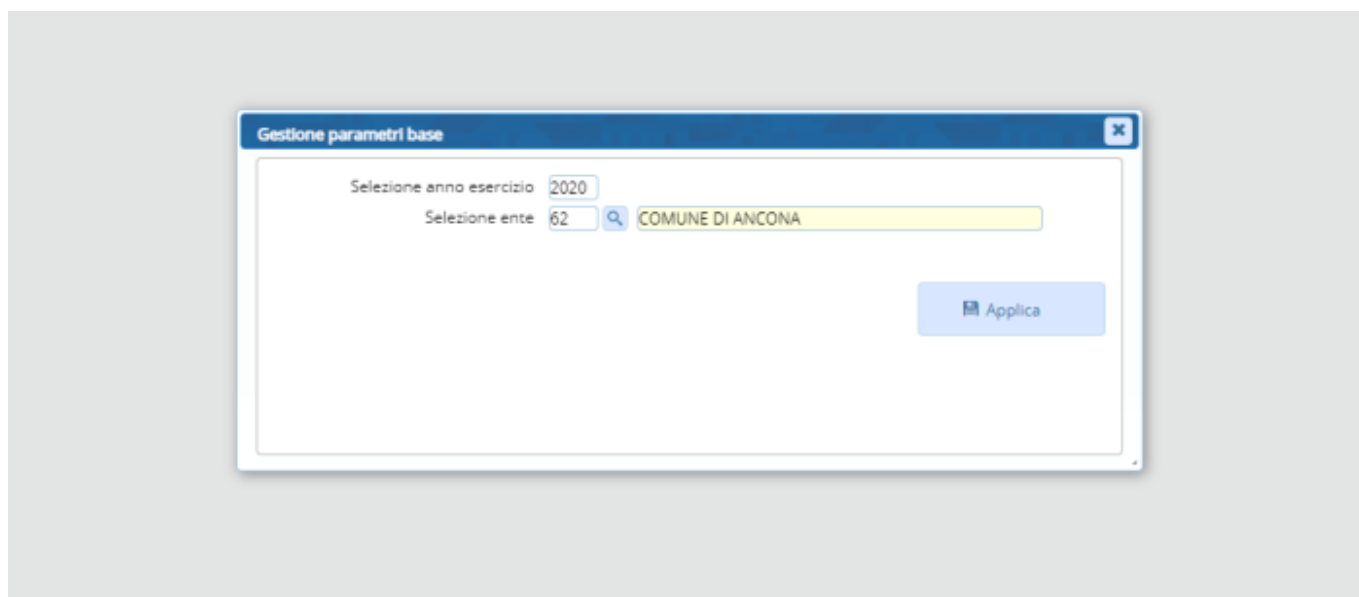 Gestione parametri base
Selezione anno esercizio 2020
Selezione ente 62 COMUNE DI ANCONA
Applica